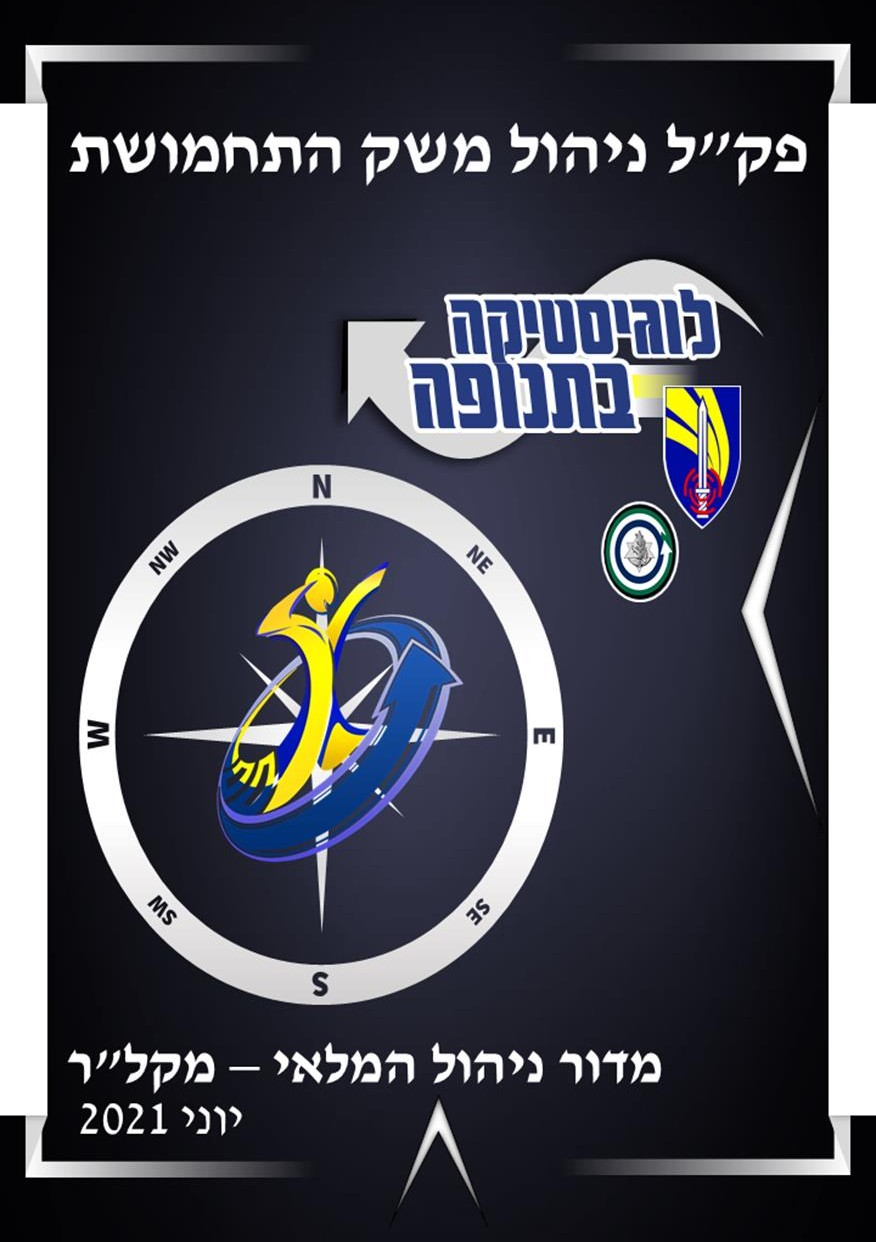 פק״ל ניהול משק התחמושת
לוגיסטיקה
בתנופה
N
NW
NE
W
E
SW
SE
S
מדור ניהול המלאי – מקל״ר
יוני 2021